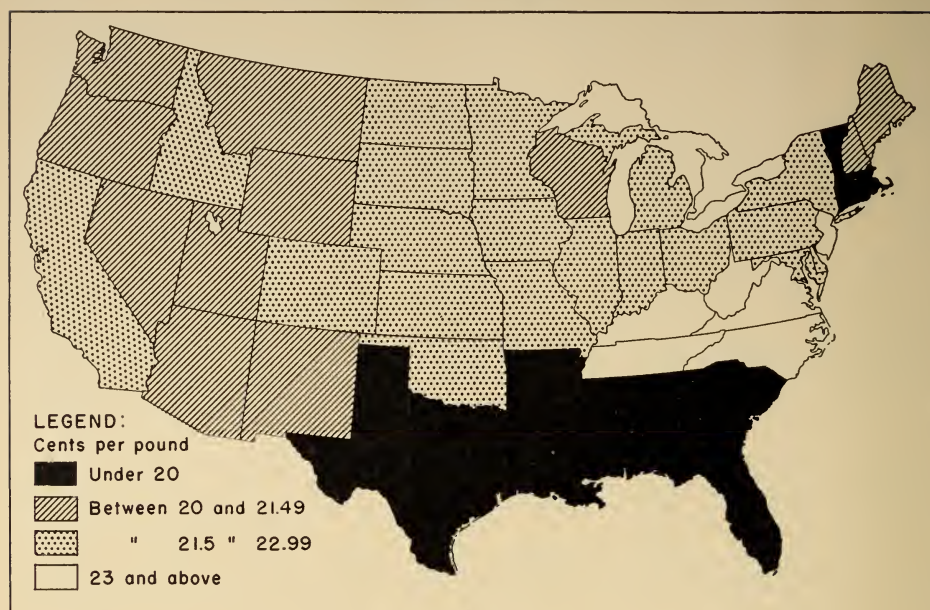 LEGEND:
Cents per pound
Under 20
Between 20 and 21.49
" 21.5 " 22.99
23 and above